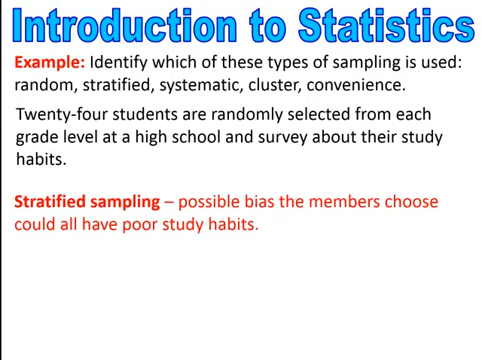 Introduction to Statistics
Example: Identify which of these types of sampling is used:
random, stratified, systematic, cluster, convenience.
Twenty-four students are randomly selected from each
grade level at a high school and survey about their study
habits.
Stratified sampling – possible bias the members choose
could all have poor study habits.